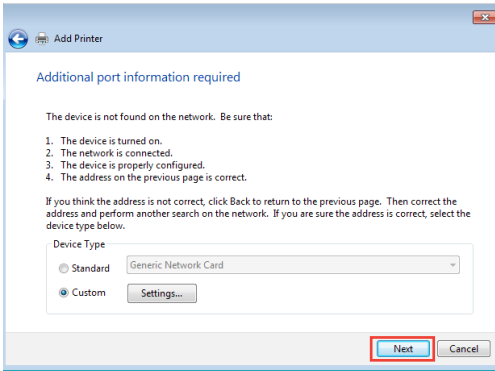 Add Printer
Additional port information required
The device is not found on the network. Be sure that:
1. The device is turned on.
2. The network is connected.
3. The device is properly configured.
4. The address on the previous page is correct.
If you think the address is not correct, click Back to return to the previous page. Then correct the
address and perform another search on the network. If you are sure the address is correct, select the
device type below.
Device Type
Standard Generic Network Card
Custom Settings...
Next Cancel